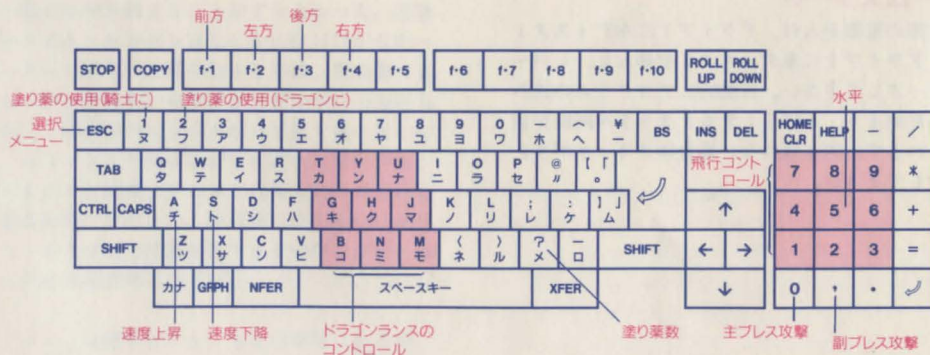 前方
左方
後方
右方
STOP COPY f・1 f・2 f・3 f・4 f・5 f・6 f・7 f・8 f・9 f・10 ROLL UP ROLL DOWN
塗り薬の使用(騎士に) 塗り薬の使用(ドラゴンに)
水平
選択メニュー
ESC 1 ヌ 2 フ 3 ア 4 ウ 5 エ 6 オ 7 ヤ 8 ユ 9 ヨ 0 ワ ー ホ ^ ヘ ¥ ー BS INS DEL HOME CLR HELP － /
TAB Q タ W テ E イ R ス T カ Y ン U ナ I ニ O ラ P セ @ 〃 [ 「 。 飛行コントロール 7 8 9 *
CTRL CAPS A チ S ト D シ F ハ G キ H ク J マ K ノ L リ ; レ : ケ ] 」 ム ↑ 4 5 6 +
SHIFT Z ツ X サ C ソ V ヒ B コ N ミ M モ ( ネ ) ル ? メ ー ロ SHIFT ← → 1 2 3 =
カナ GRPH NFER スペースキー XFER ↓ 0 ， ・
速度上昇
速度下降
ドラゴンランスのコントロール
塗り薬数
主ブレス攻撃
副ブレス攻撃